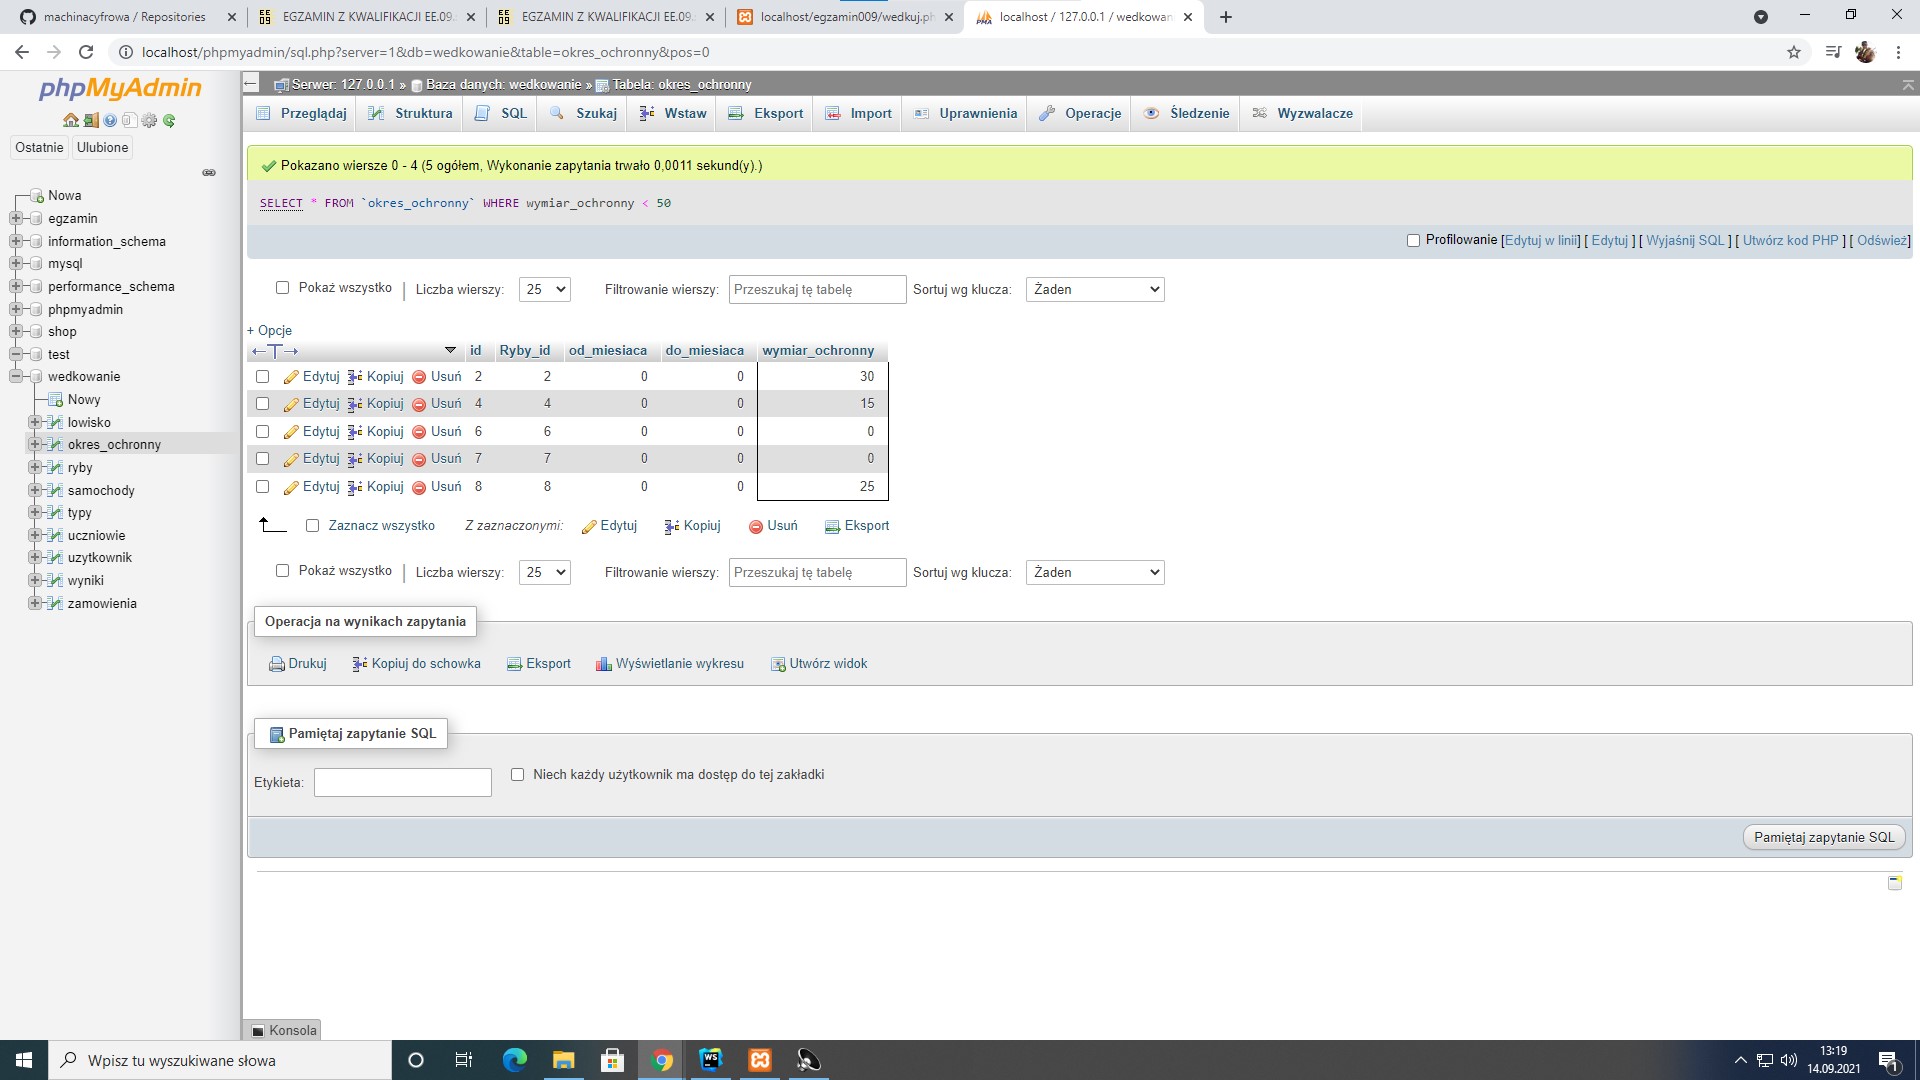 machinacyfrowa / Repositories
EGZAMIN Z KWALIFIKACJI EE.09
EGZAMIN Z KWALIFIKACJI EE.09
localhost/egzamin009/wedkuj.ph
localhost / 127.0.0.1 / wedkowan
localhost/phpmyadmin/sql.php?server=1&db=wedkowanie&table=okres_ochronny&pos=0
phpMyAdmin
Ostatnie
Ulubione
Nowa
egzamin
information_schema
mysql
performance_schema
phpmyadmin
shop
test
wedkowanie
Nowy
lowisko
okres_ochronny
ryby
samochody
typy
uczniowie
uzytkownik
wyniki
zamowienia
Serwer: 127.0.0.1 » Baza danych: wedkowanie » Tabela: okres_ochronny
Przeglądaj Struktura SQL Szukaj Wstaw Eksport Import Uprawnienia Operacje Śledzenie Wyzwalacze
Pokazano wiersze 0 - 4 (5 ogółem, Wykonanie zapytania trwało 0,0011 sekund(y).)
SELECT * FROM `okres_ochronny` WHERE wymiar_ochronny < 50
Profilowanie [Edytuj w linii] [ Edytuj ] [ Wyjaśnij SQL ] [ Utwórz kod PHP ] [ Odśwież]
Pokaż wszystko | Liczba wierszy: 25 Filtrowanie wierszy: Przeszukaj tę tabelę Sortuj wg klucza: Żaden
+ Opcje
←T→ id Ryby_id od_miesiaca do_miesiaca wymiar_ochronny
Edytuj Kopiuj Usuń 2 2 0 0 30
Edytuj Kopiuj Usuń 4 4 0 0 15
Edytuj Kopiuj Usuń 6 6 0 0 0
Edytuj Kopiuj Usuń 7 7 0 0 0
Edytuj Kopiuj Usuń 8 8 0 0 25
Zaznacz wszystko Z zaznaczonymi: Edytuj Kopiuj Usuń Eksport
Pokaż wszystko | Liczba wierszy: 25 Filtrowanie wierszy: Przeszukaj tę tabelę Sortuj wg klucza: Żaden
Operacja na wynikach zapytania
Drukuj Kopiuj do schowka Eksport Wyświetlanie wykresu Utwórz widok
Pamiętaj zapytanie SQL
Etykieta: Niech każdy użytkownik ma dostęp do tej zakładki
Pamiętaj zapytanie SQL
Konsola
Wpisz tu wyszukiwane słowa
13:19
14.09.2021
1